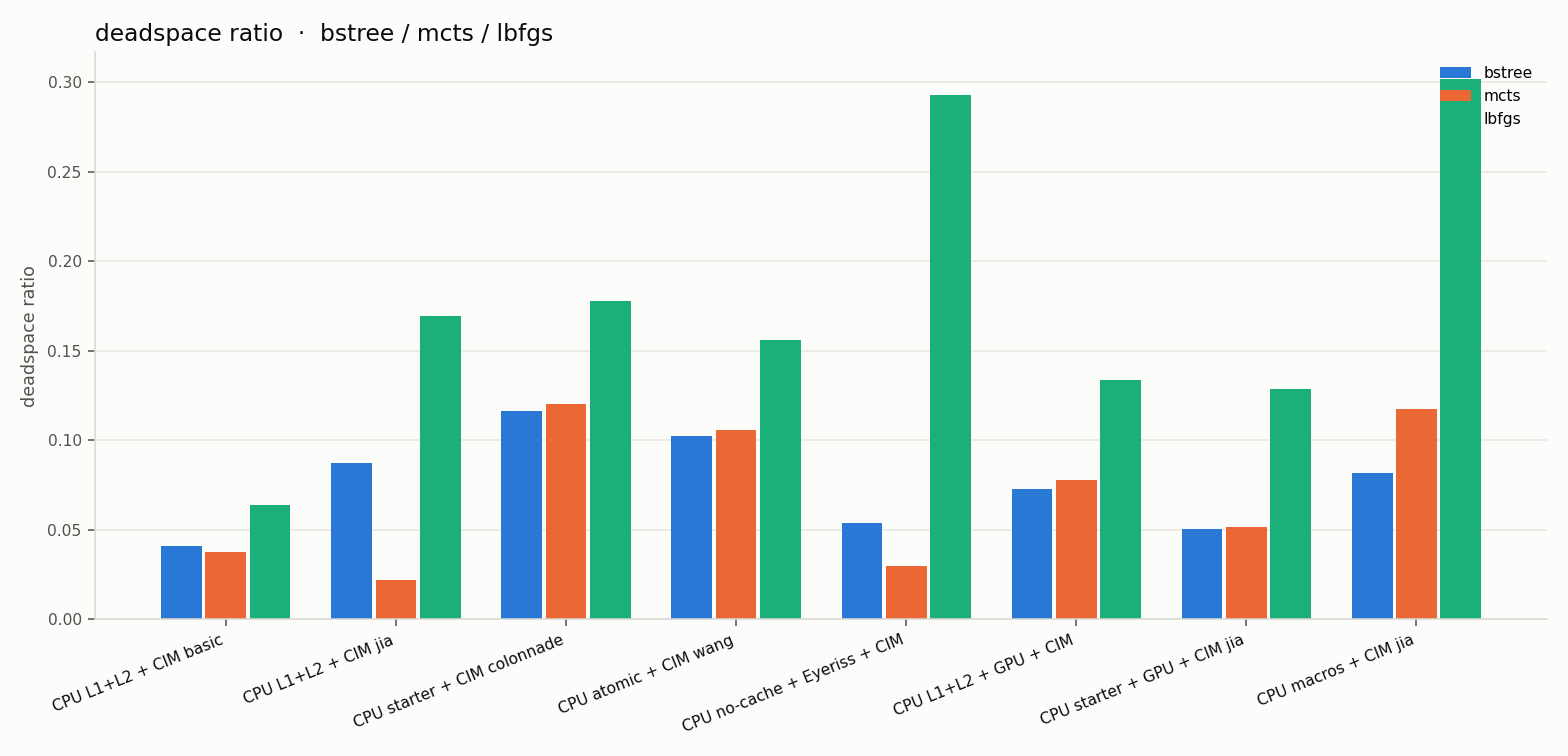 deadspace ratio · bstree / mcts / lbfgs
bstree
mcts
lbfgs
deadspace ratio
0.30
0.25
0.20
0.15
0.10
0.05
0.00
CPU L1+L2 + CIM basic
CPU L1+L2 + CIM jia
CPU starter + CIM colonnade
CPU atomic + CIM wang
CPU no-cache + Eyeriss + CIM
CPU L1+L2 + GPU + CIM
CPU starter + GPU + CIM jia
CPU macros + CIM jia